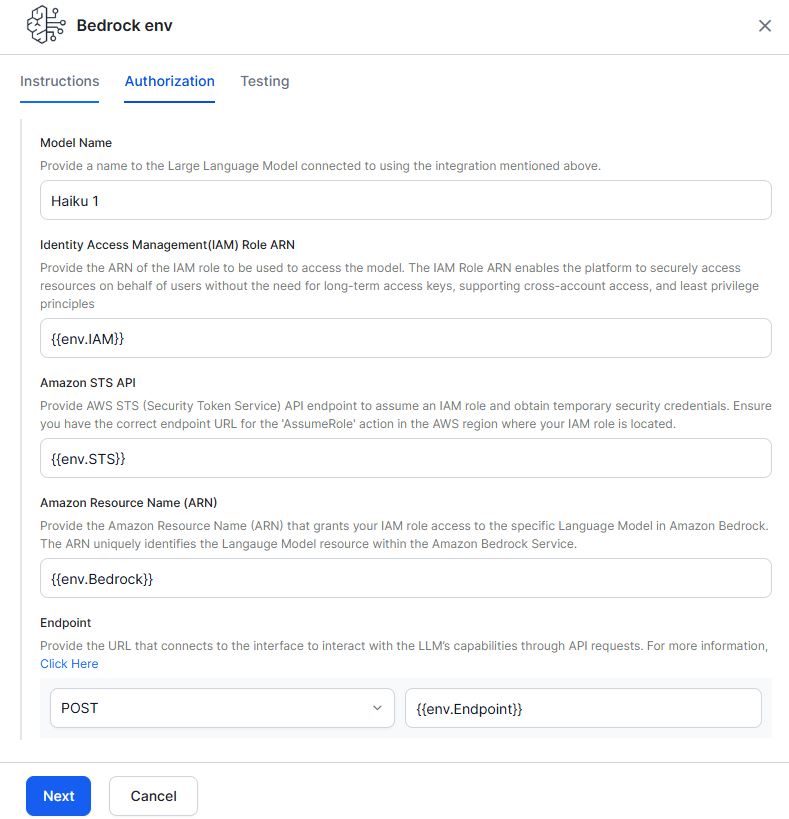 Bedrock env
Instructions
Authorization
Testing
Model Name
Provide a name to the Large Language Model connected to using the integration mentioned above.
Haiku 1
Identity Access Management(IAM) Role ARN
Provide the ARN of the IAM role to be used to access the model. The IAM Role ARN enables the platform to securely access
resources on behalf of users without the need for long-term access keys, supporting cross-account access, and least privilege
principles
{{env.IAM}}
Amazon STS API
Provide AWS STS (Security Token Service) API endpoint to assume an IAM role and obtain temporary security credentials. Ensure
you have the correct endpoint URL for the 'AssumeRole' action in the AWS region where your IAM role is located.
{{env.STS}}
Amazon Resource Name (ARN)
Provide the Amazon Resource Name (ARN) that grants your IAM role access to the specific Language Model in Amazon Bedrock.
The ARN uniquely identifies the Langauge Model resource within the Amazon Bedrock Service.
{{env.Bedrock}}
Endpoint
Provide the URL that connects to the interface to interact with the LLM's capabilities through API requests. For more information,
Click Here
POST
{{env.Endpoint}}
Next
Cancel